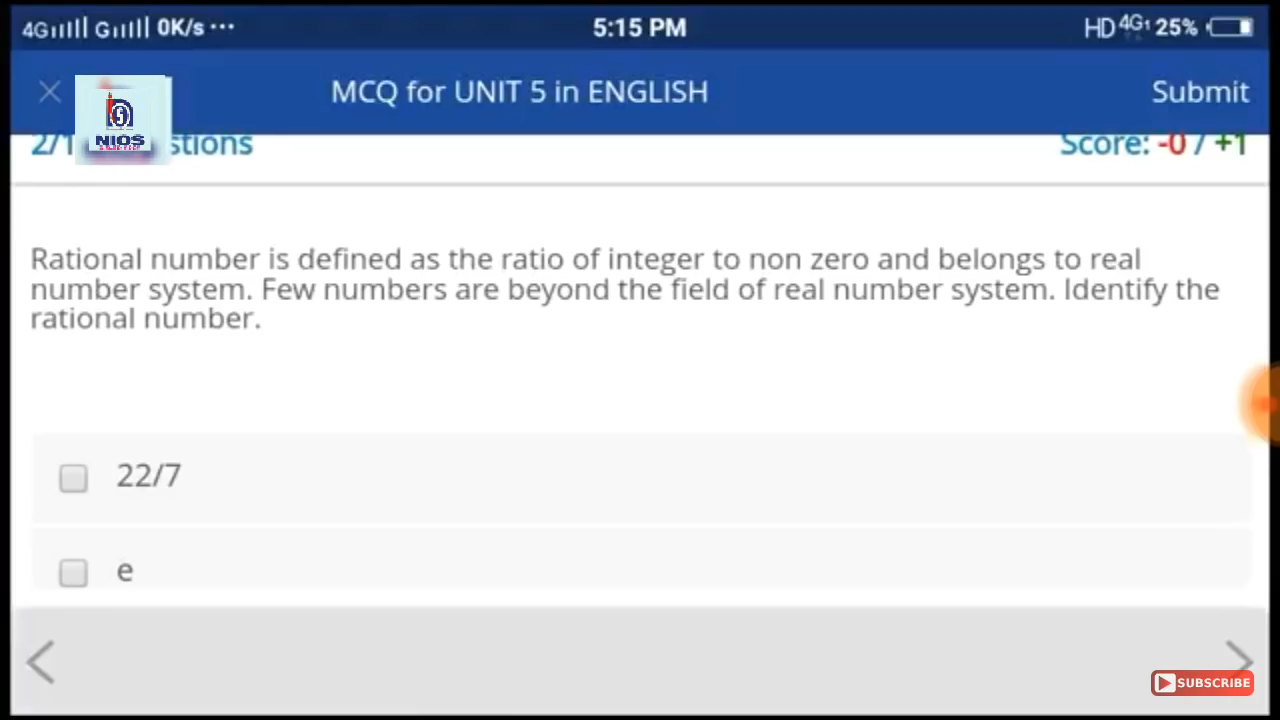 4G G 0K/s ... 5:15 PM HD 4G 25%
MCQ for UNIT 5 in ENGLISH Submit
NIOS
2/1 stions Score: -0 / +1
Rational number is defined as the ratio of integer to non zero and belongs to real
number system. Few numbers are beyond the field of real number system. Identify the
rational number.
22/7
e
SUBSCRIBE